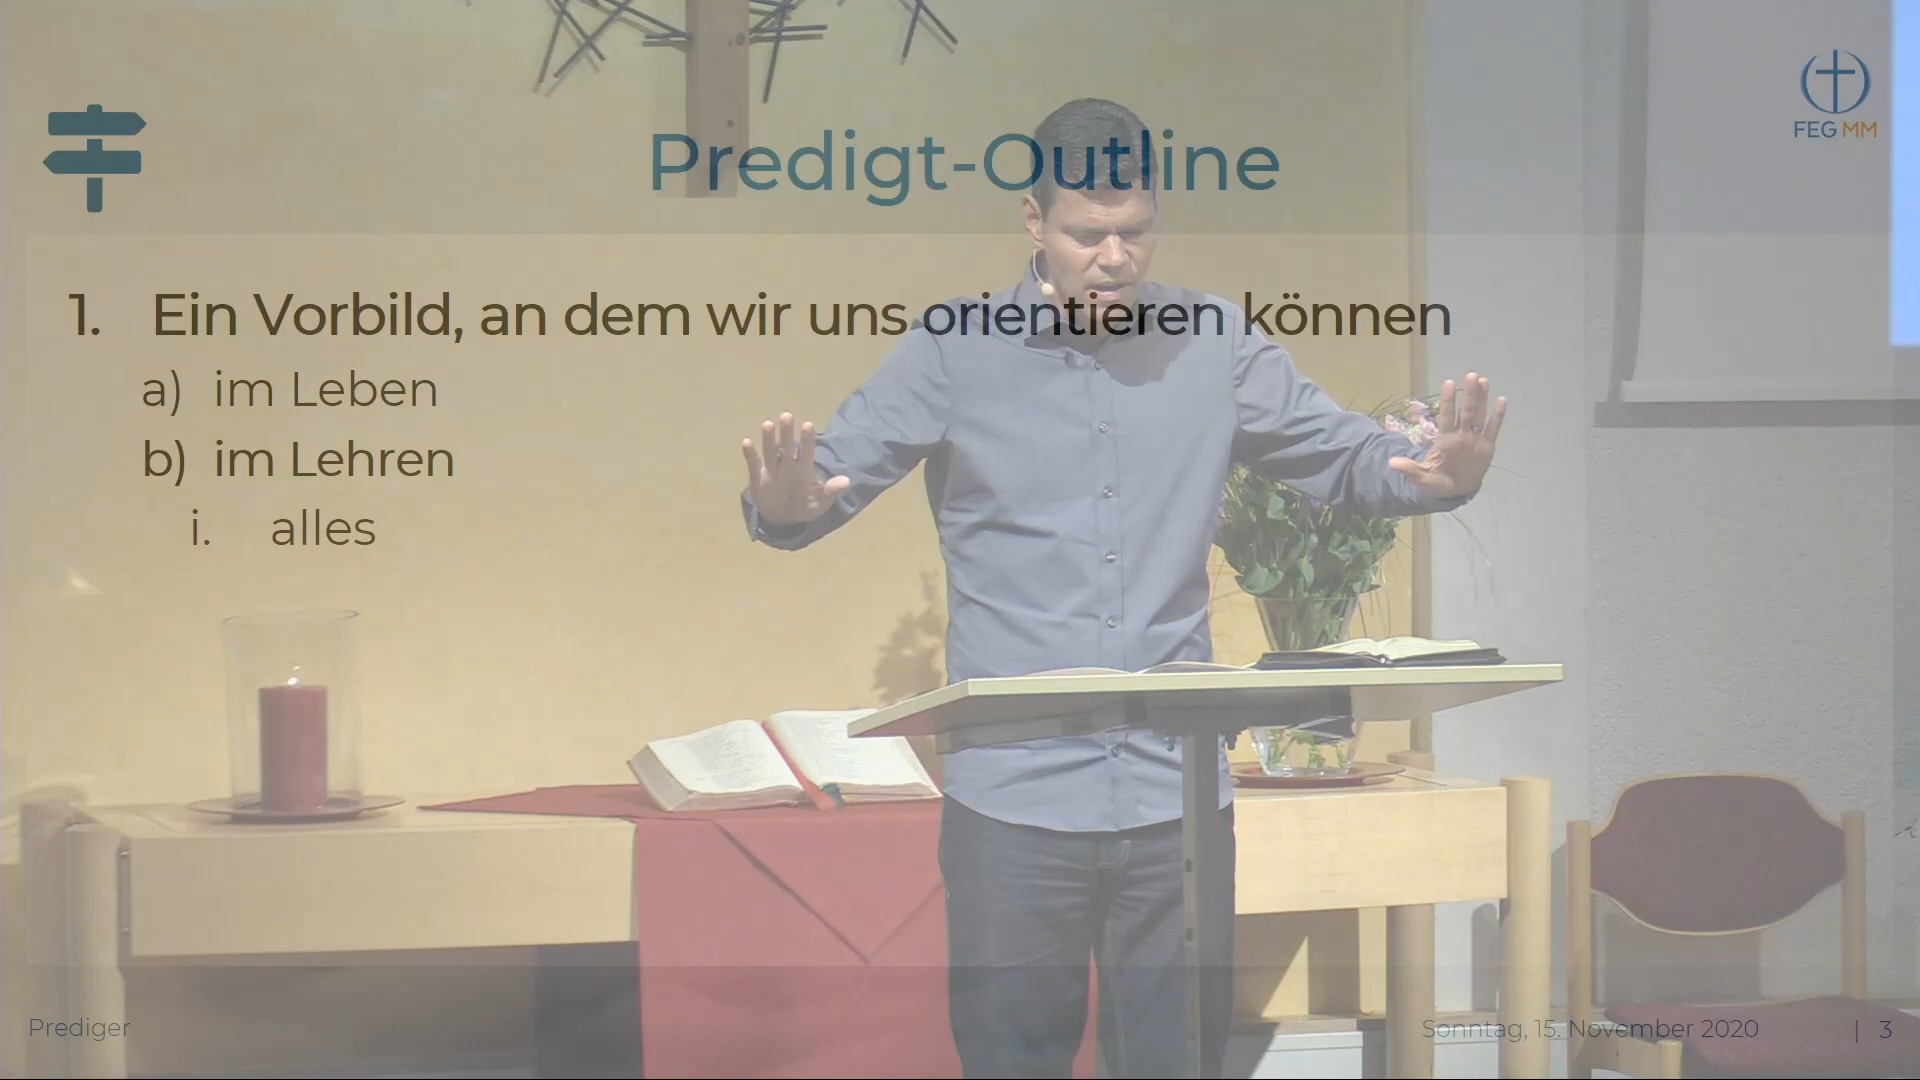 Predigt-Outline
FEG MM
1. Ein Vorbild, an dem wir uns orientieren können
a) im Leben
b) im Lehren
i. alles
Prediger
Sonntag, 15. November 2020
| 3